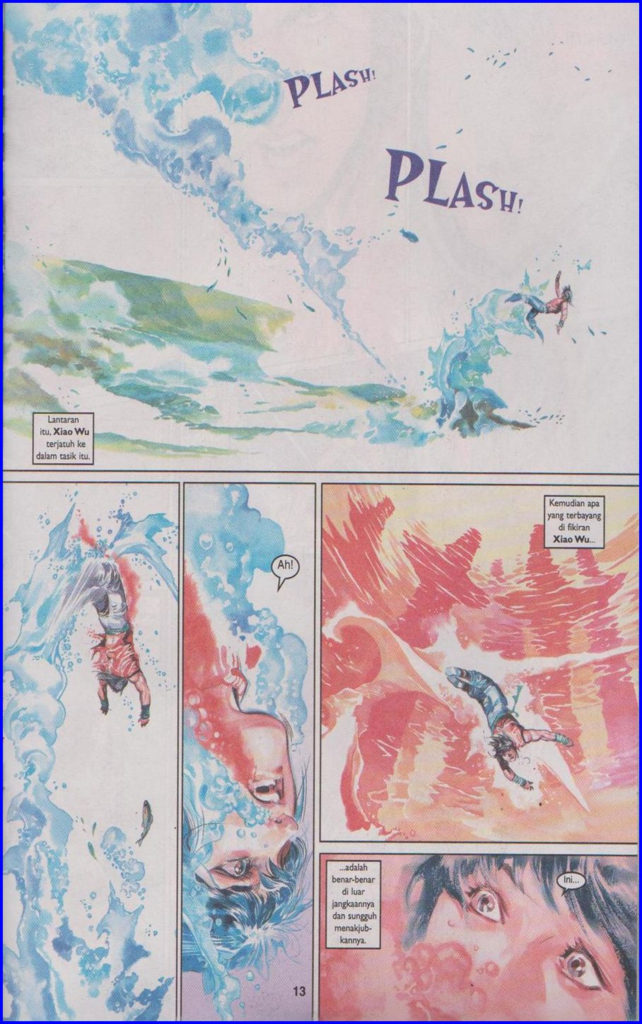 PLASH!
PLASH!
Lantaran
itu, Xiao Wu
terjatuh ke
dalam tasik itu.
Ah!
Kemudian apa
yang terbayang
di fikiran
Xiao Wu...
...adalah
benar-benar
di luar
jangkaannya
dan sungguh
menakjub-
kannya.
Ini...
13